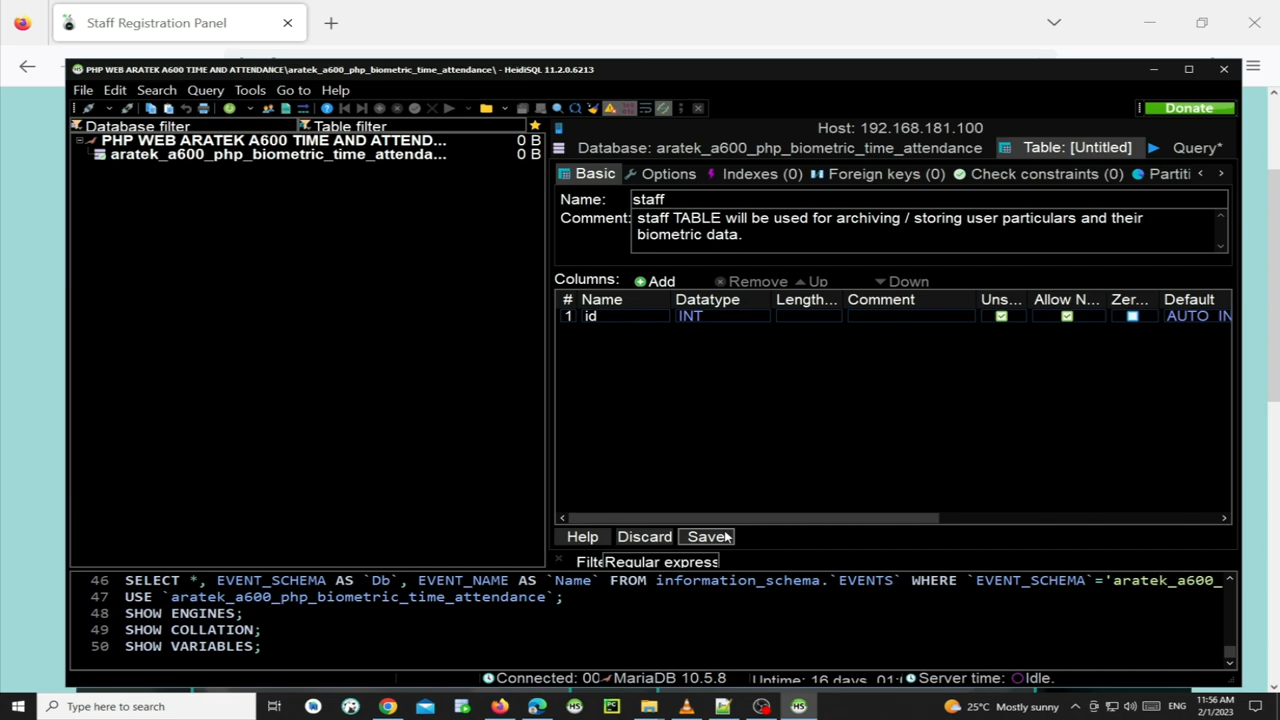 Staff Registration Panel
PHP WEB ARATEK A600 TIME AND ATTENDANCE\aratek_a600_php_biometric_time_attendance\ - HeidiSQL 11.2.0.6213
File Edit Search Query Tools Go to Help
Donate
Database filter Table filter
PHP WEB ARATEK A600 TIME AND ATTEND... 0 B
aratek_a600_php_biometric_time_attenda... 0 B
Host: 192.168.181.100
Database: aratek_a600_php_biometric_time_attendance Table: [Untitled] Query*
Basic Options Indexes (0) Foreign keys (0) Check constraints (0) Partiti
Name: staff
Comment: staff TABLE will be used for archiving / storing user particulars and their
biometric data.
Columns: Add Remove Up Down
# Name Datatype Length... Comment Uns... Allow N... Zer... Default
1 id INT AUTO IN
Help Discard Save
Filte Regular express
46 SELECT *, EVENT_SCHEMA AS `Db`, EVENT_NAME AS `Name` FROM information_schema.`EVENTS` WHERE `EVENT_SCHEMA`='aratek_a600_
47 USE `aratek_a600_php_biometric_time_attendance`;
48 SHOW ENGINES;
49 SHOW COLLATION;
50 SHOW VARIABLES;
Connected: 00 MariaDB 10.5.8 Uptime: 16 days, 01: Server time: Idle.
Type here to search
25°C Mostly sunny ENG
11:56 AM
2/1/2023